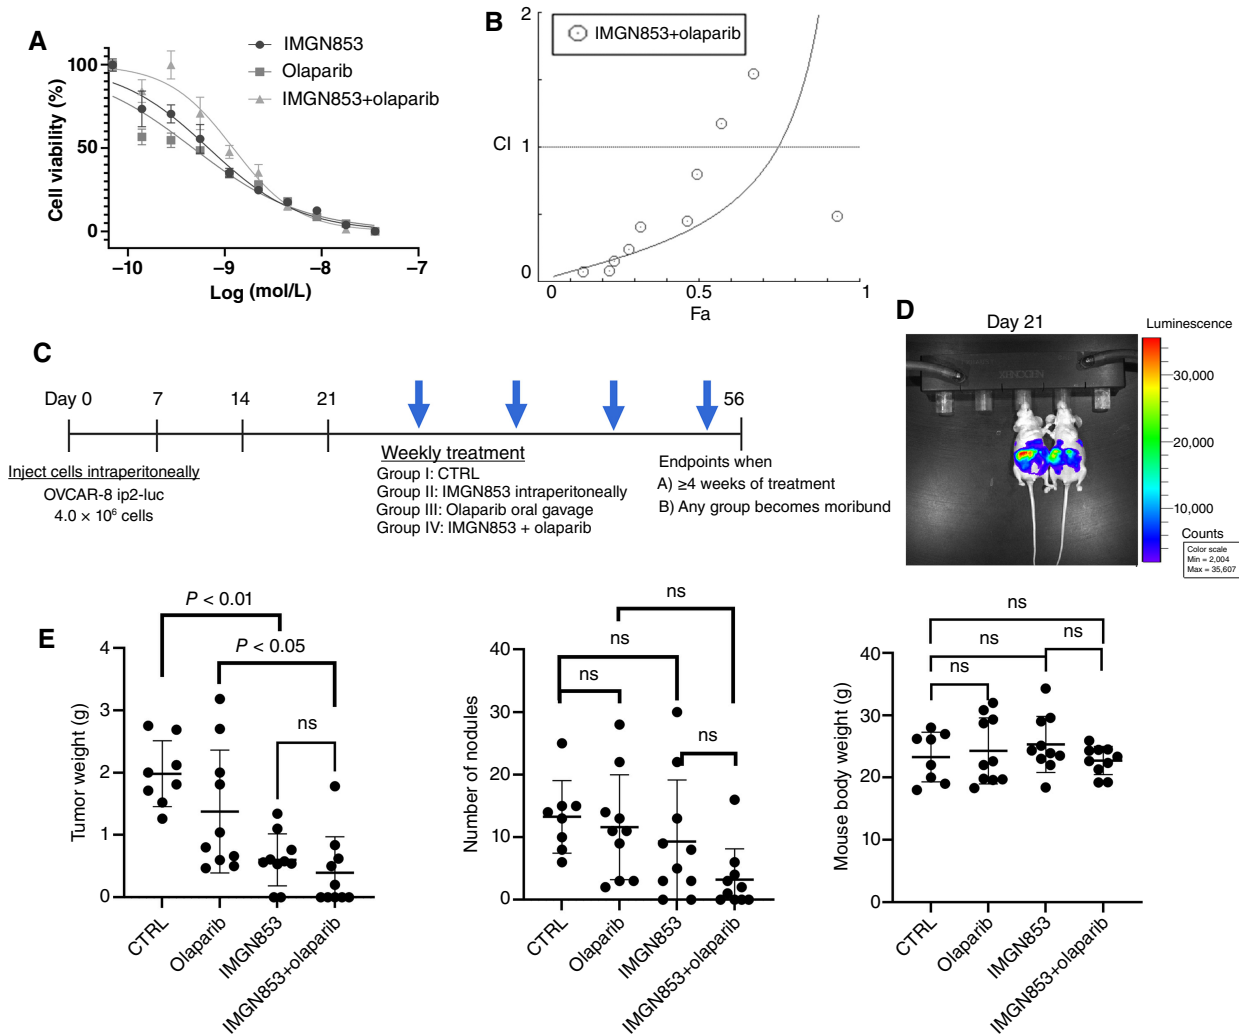 A
IMGN853
Olaparib
IMGN853+olaparib
100
50
0
Cell viability (%)
–10
–9
–8
–7
Log (mol/L)
B
IMGN853+olaparib
2
CI
1
0
0
0.5
1
Fa
C
Day 0
7
14
21
56
Inject cells intraperitoneally
OVCAR-8 ip2-luc
4.0 × 10⁶ cells
Weekly treatment
Group I: CTRL
Group II: IMGN853 intraperitoneally
Group III: Olaparib oral gavage
Group IV: IMGN853 + olaparib
Endpoints when
A) ≥4 weeks of treatment
B) Any group becomes moribund
D
Day 21
Luminescence
30,000
20,000
10,000
Counts
Color scale
Min = 2,004
Max = 35,607
E
P < 0.01
P < 0.05
ns
4
3
2
1
0
Tumor weight (g)
CTRL
Olaparib
IMGN853
IMGN853+olaparib
ns
ns
ns
ns
40
30
20
10
0
Number of nodules
CTRL
Olaparib
IMGN853
IMGN853+olaparib
ns
ns
ns
ns
40
30
20
10
0
Mouse body weight (g)
CTRL
Olaparib
IMGN853
IMGN853+olaparib